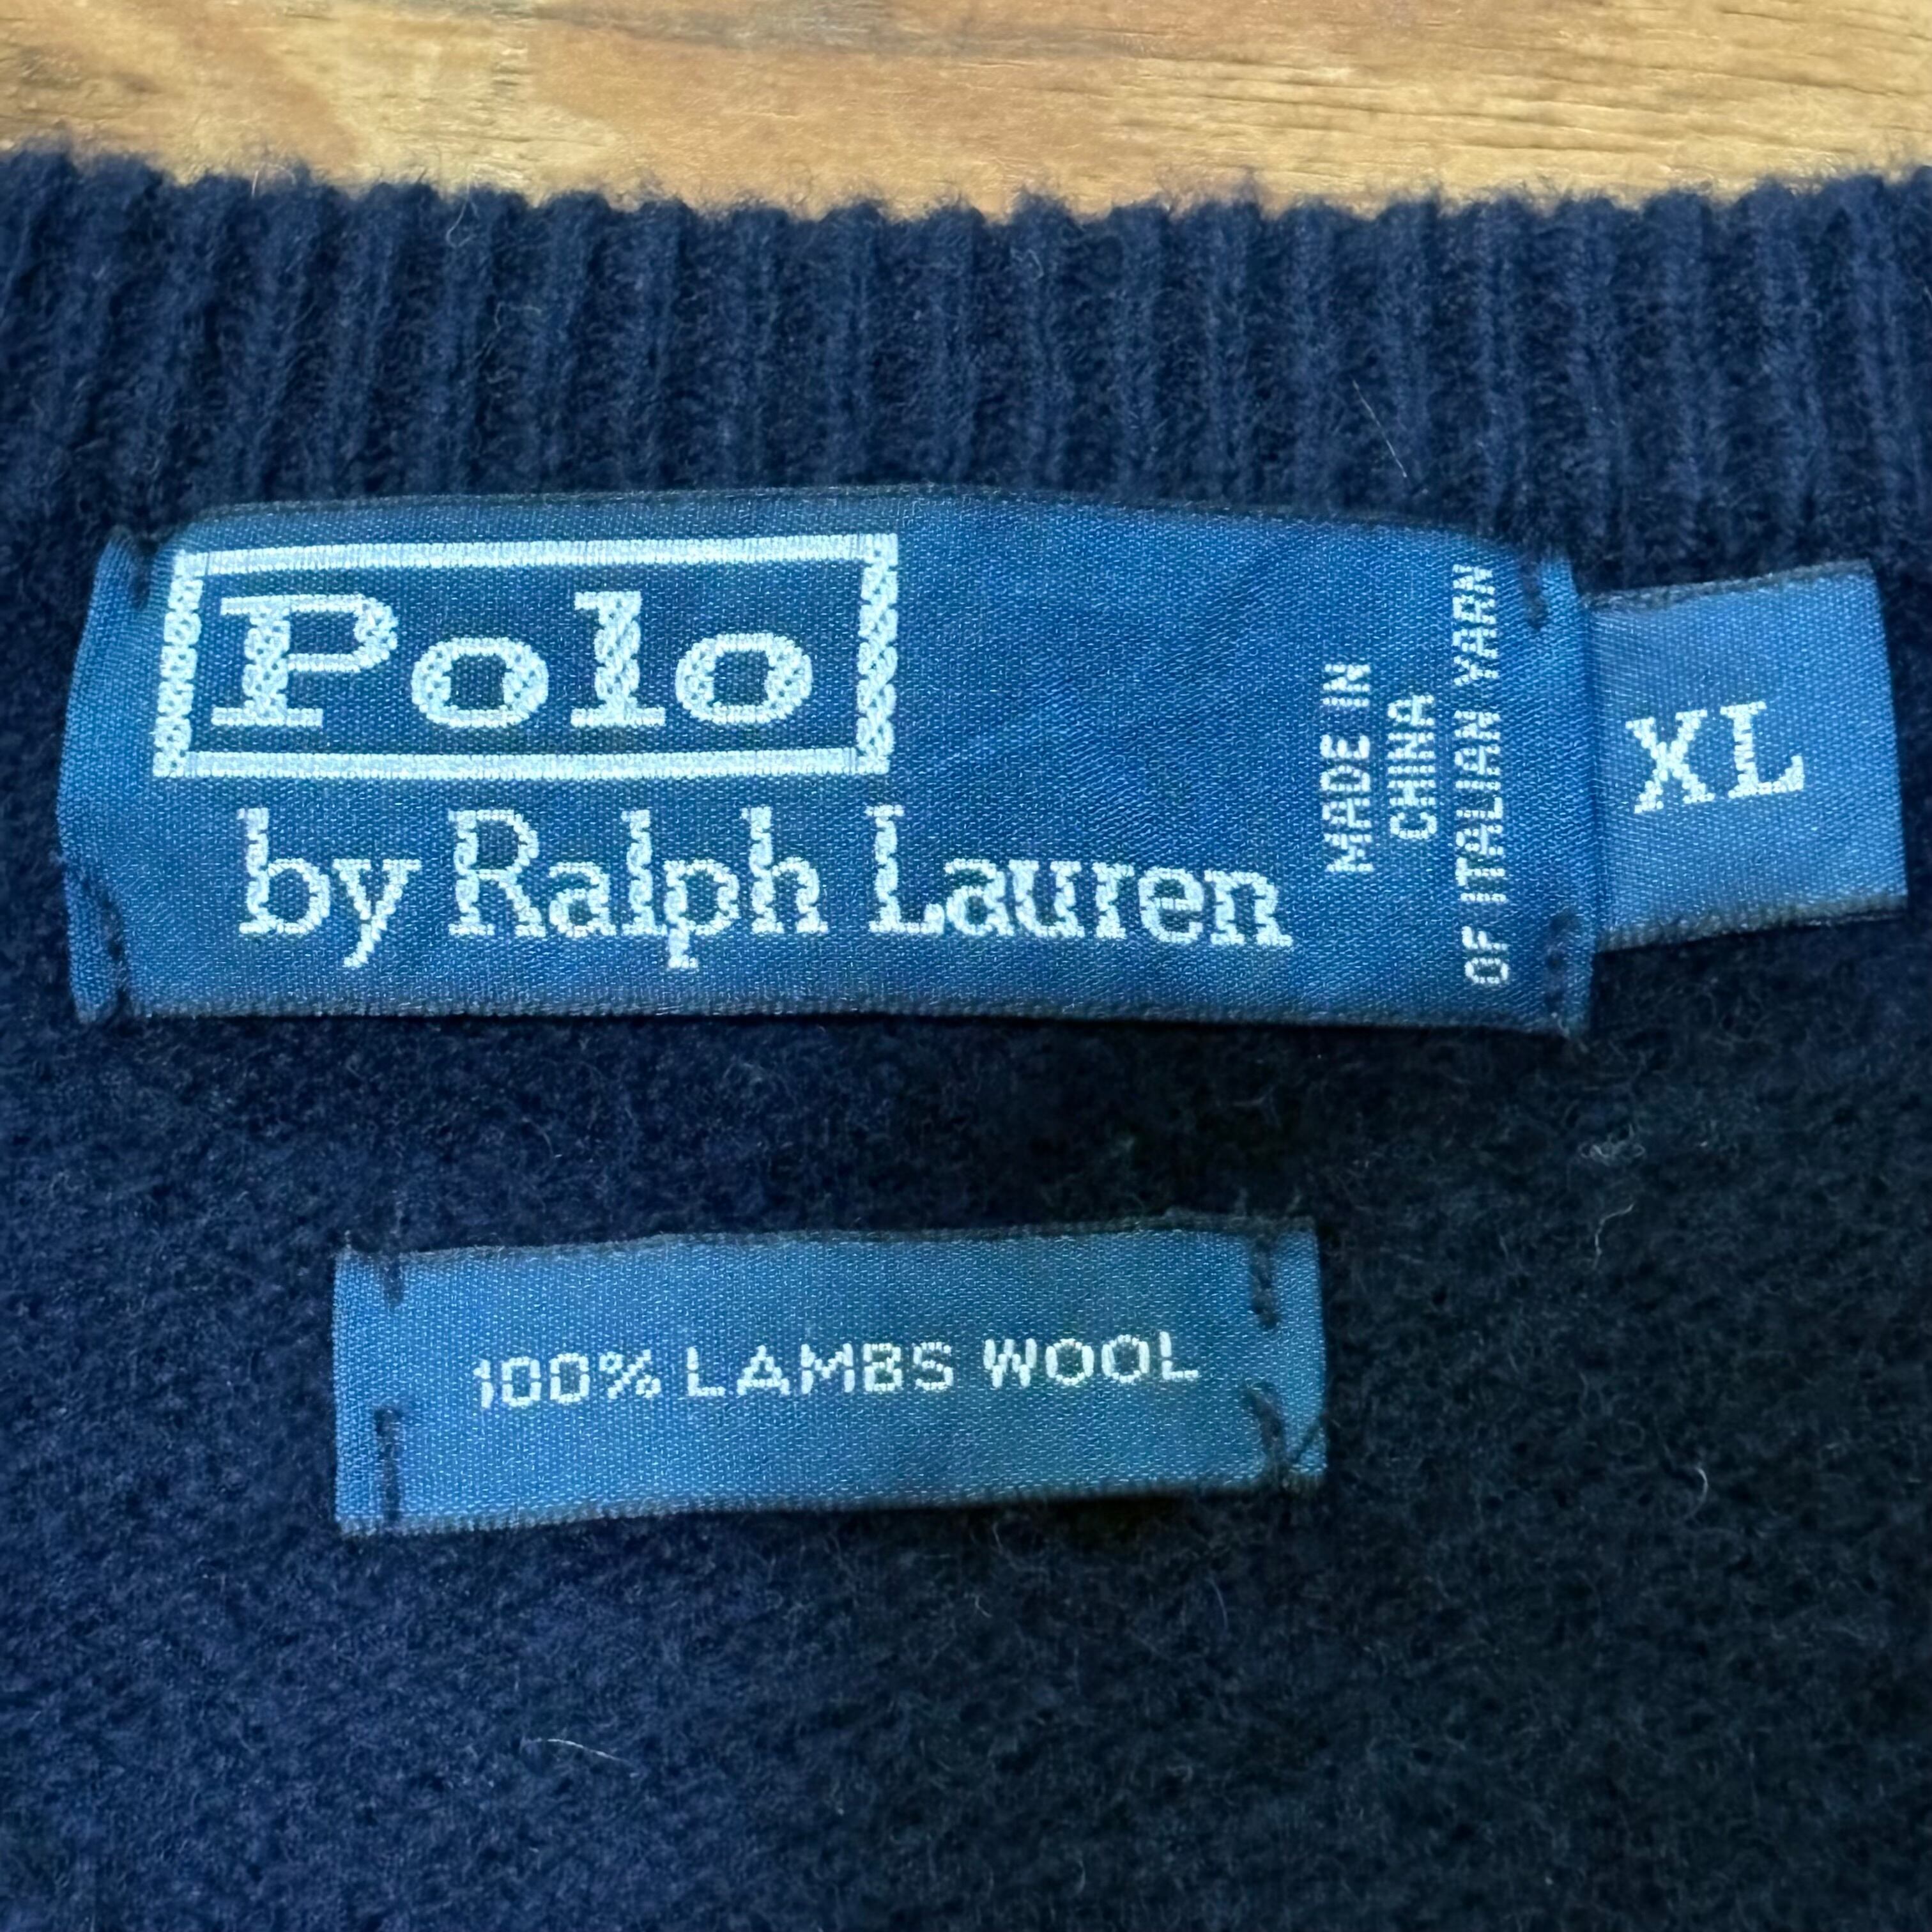 Polo
by Ralph Lauren
MADE IN
CHINA
OF ITALIAN YARN
XL
100% LAMBS WOOL